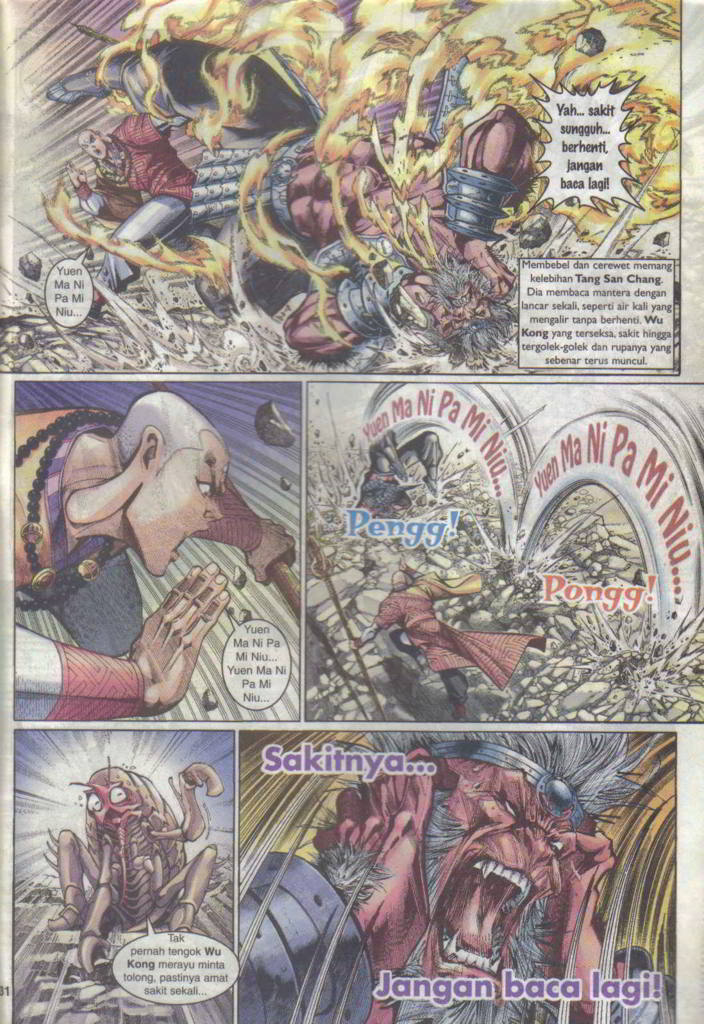 Yah... sakit
sungguh...
berhenti,
jangan
baca lagi!
Yuen
Ma Ni
Pa Mi
Niu...
Membebel dan cerewet memang
kelebihan Tang San Chang.
Dia membaca mantera dengan
lancar sekali, seperti air kali yang
mengalir tanpa berhenti. Wu
Kong yang terseksa, sakit hingga
tergolek-golek dan rupanya yang
sebenar terus muncul.
Yuen
Ma Ni Pa
Mi Niu...
Yuen Ma Ni
Pa Mi
Niu...
Yuen Ma Ni Pa Mi Niu...
Yuen Ma Ni Pa Mi Niu...
Pengg!
Pongg!
Tak
pernah tengok Wu
Kong merayu minta
tolong, pastinya amat
sakit sekali...
Sakitnya...
Jangan baca lagi!
31